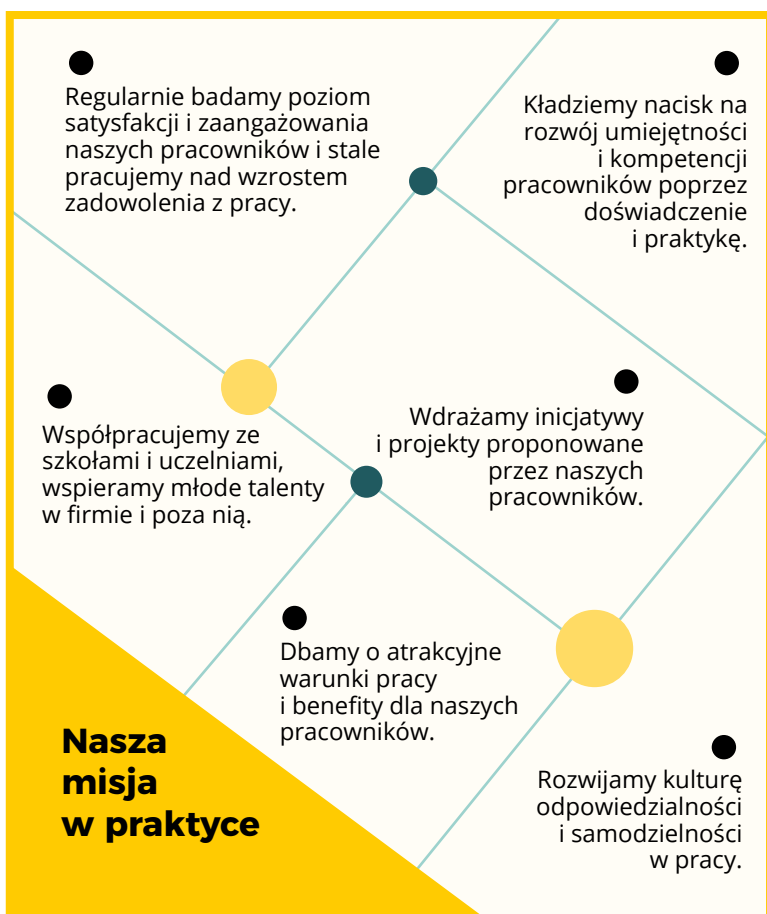 Regularnie badamy poziom
satysfakcji i zaangażowania
naszych pracowników i stale
pracujemy nad wzrostem
zadowolenia z pracy.
Kładziemy nacisk na
rozwój umiejętności
i kompetencji
pracowników poprzez
doświadczenie
i praktykę.
Współpracujemy ze
szkołami i uczelniami,
wspieramy młode talenty
w firmie i poza nią.
Wdrażamy inicjatywy
i projekty proponowane
przez naszych
pracowników.
Dbamy o atrakcyjne
warunki pracy
i benefity dla naszych
pracowników.
Nasza
misja
w praktyce
Rozwijamy kulturę
odpowiedzialności
i samodzielności
w pracy.